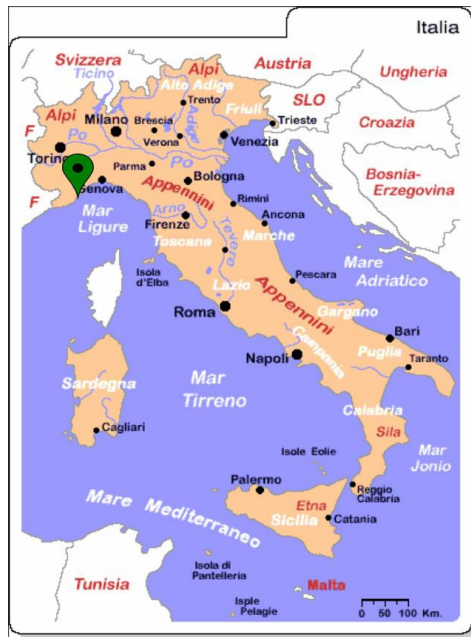 Italia
Svizzera
Ticino
Alpi
Austria
Ungheria
Alto Adige
Trento
Friuli
SLO
Alpi
Milano
Brescia
Adige
Trieste
Croazia
F
Po
Verona
Venezia
Torino
Parma
Po
Bosnia-
Erzegovina
Genova
Appennini
Bologna
F
Mar
Ligure
Arno
Rimini
Firenze
Ancona
Toscana
Tevero
Marche
Mare
Adriatico
Isola
d'Elba
Pescara
Lazio
Appennini
Gargano
Roma
Bari
Campania
Napoli
Puglia
Taranto
Mar
Tirreno
Sardegna
Calabria
Cagliari
Sila
Isole Eolie
Mar
Jonio
Palermo
Reggio
Calabria
Mare Mediterraneo
Etna
Sicilia
Catania
Isola di
Pantelleria
Tunisia
Malta
Isple
Pelagie
0
50
100
Km.